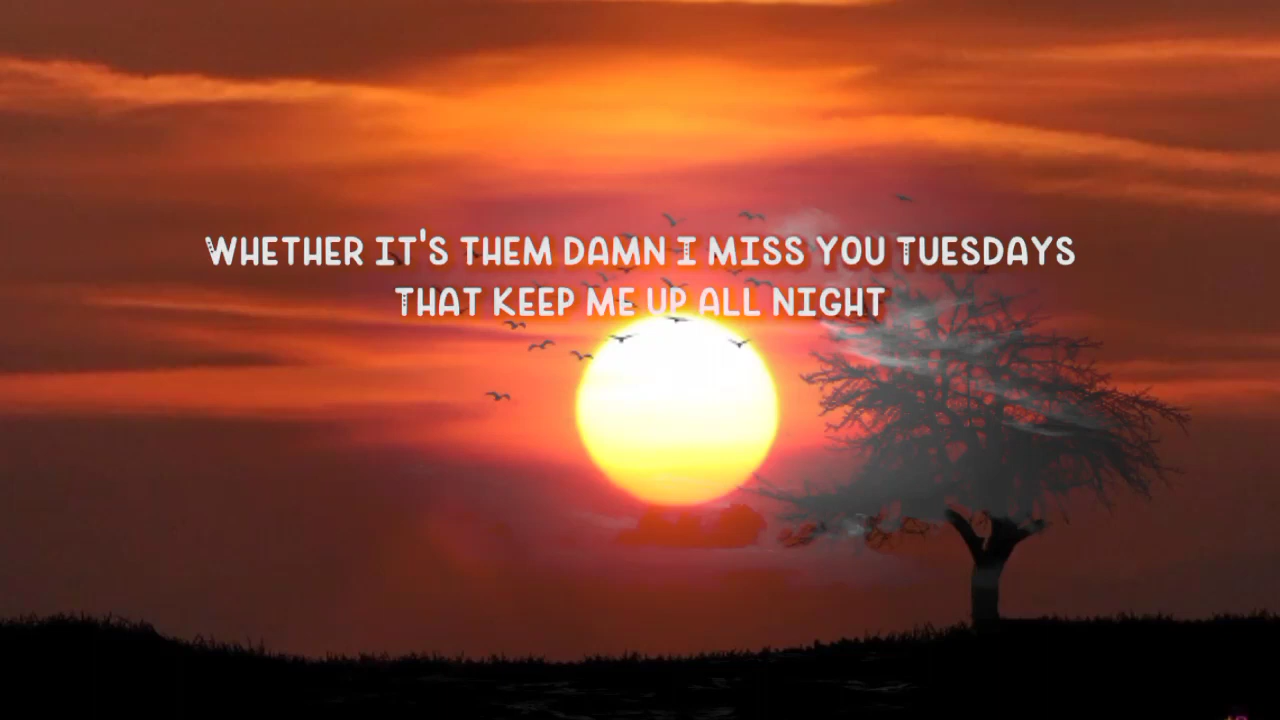 WHETHER IT'S THEM DAMN I MISS YOU TUESDAYS
THAT KEEP ME UP ALL NIGHT